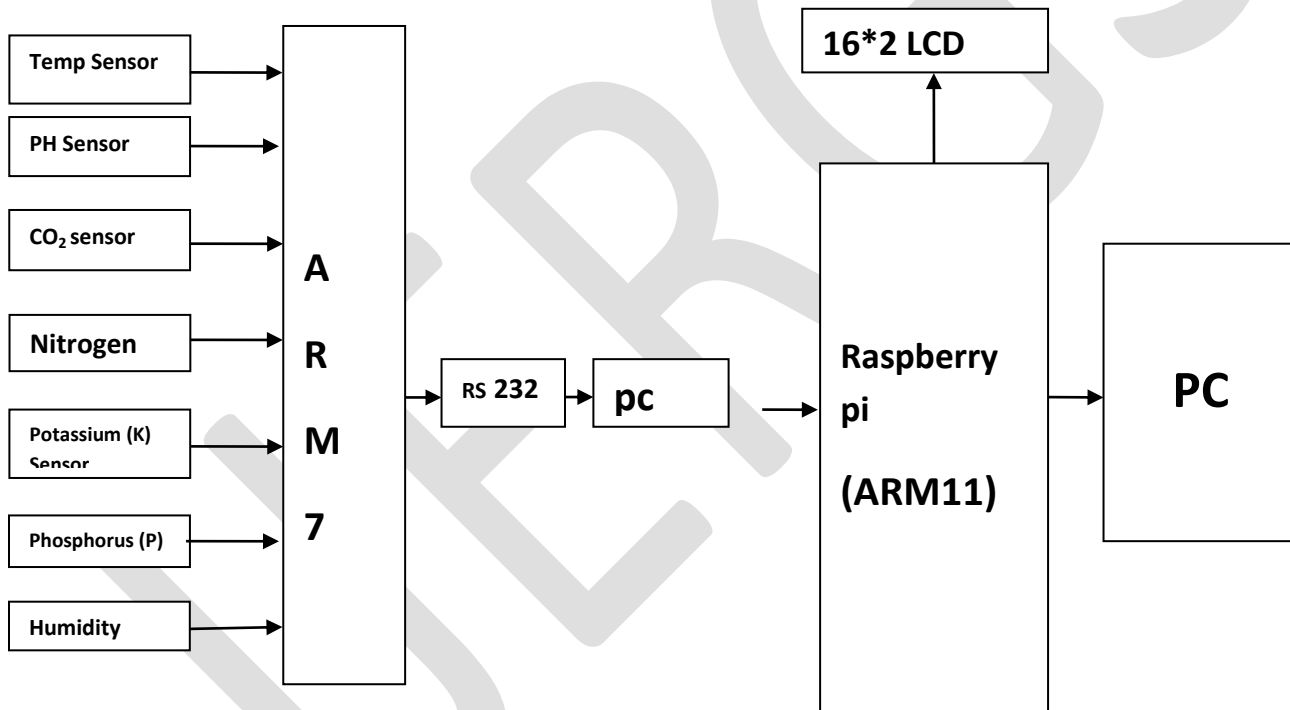 Temp Sensor
PH Sensor
CO₂ sensor
Nitrogen
Potassium (K)
Sensor
Phosphorus (P)
Humidity
A
R
M
7
RS 232
pc
16*2 LCD
Raspberry
pi
(ARM11)
PC